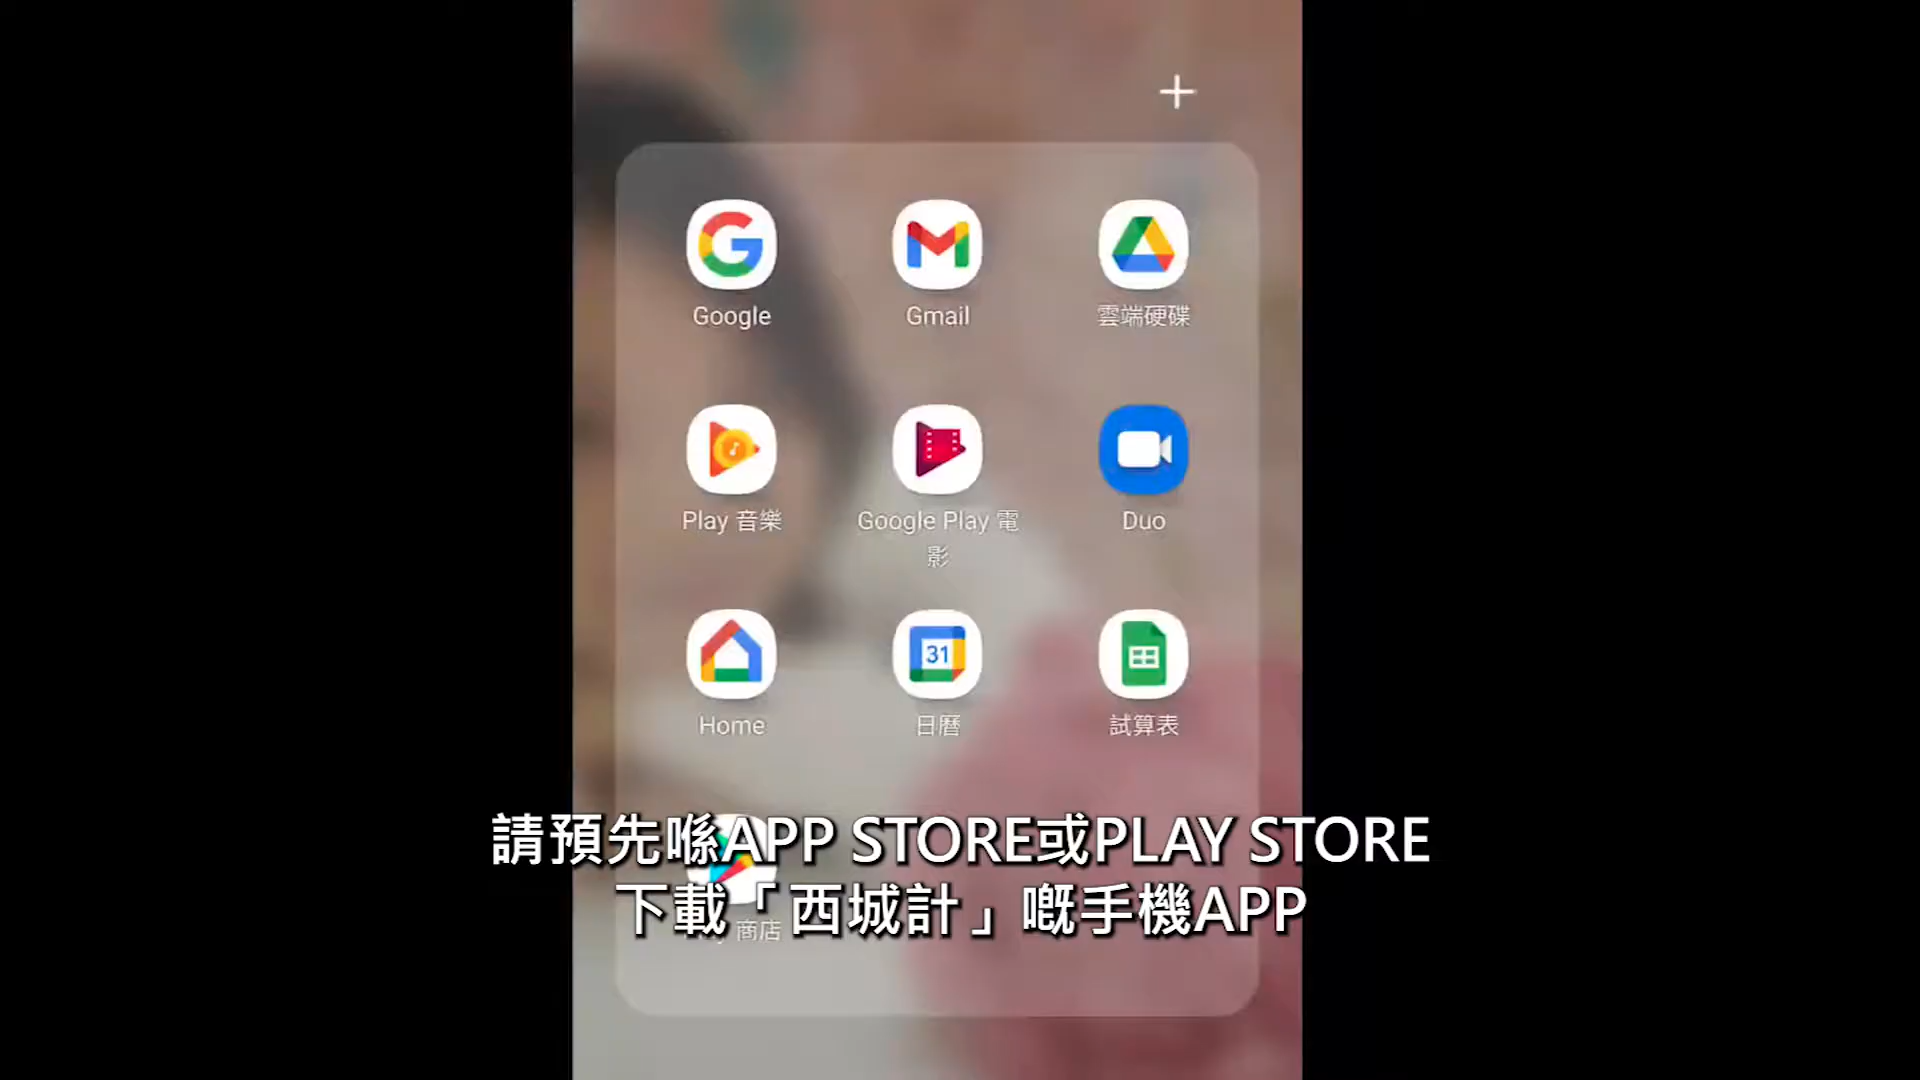 Google
Gmail
雲端硬碟
Play 音樂
Google Play 電
影
Duo
Home
31
日曆
試算表
請預先喺APP STORE或PLAY STORE
下載「西城計」嘅手機APP
商店